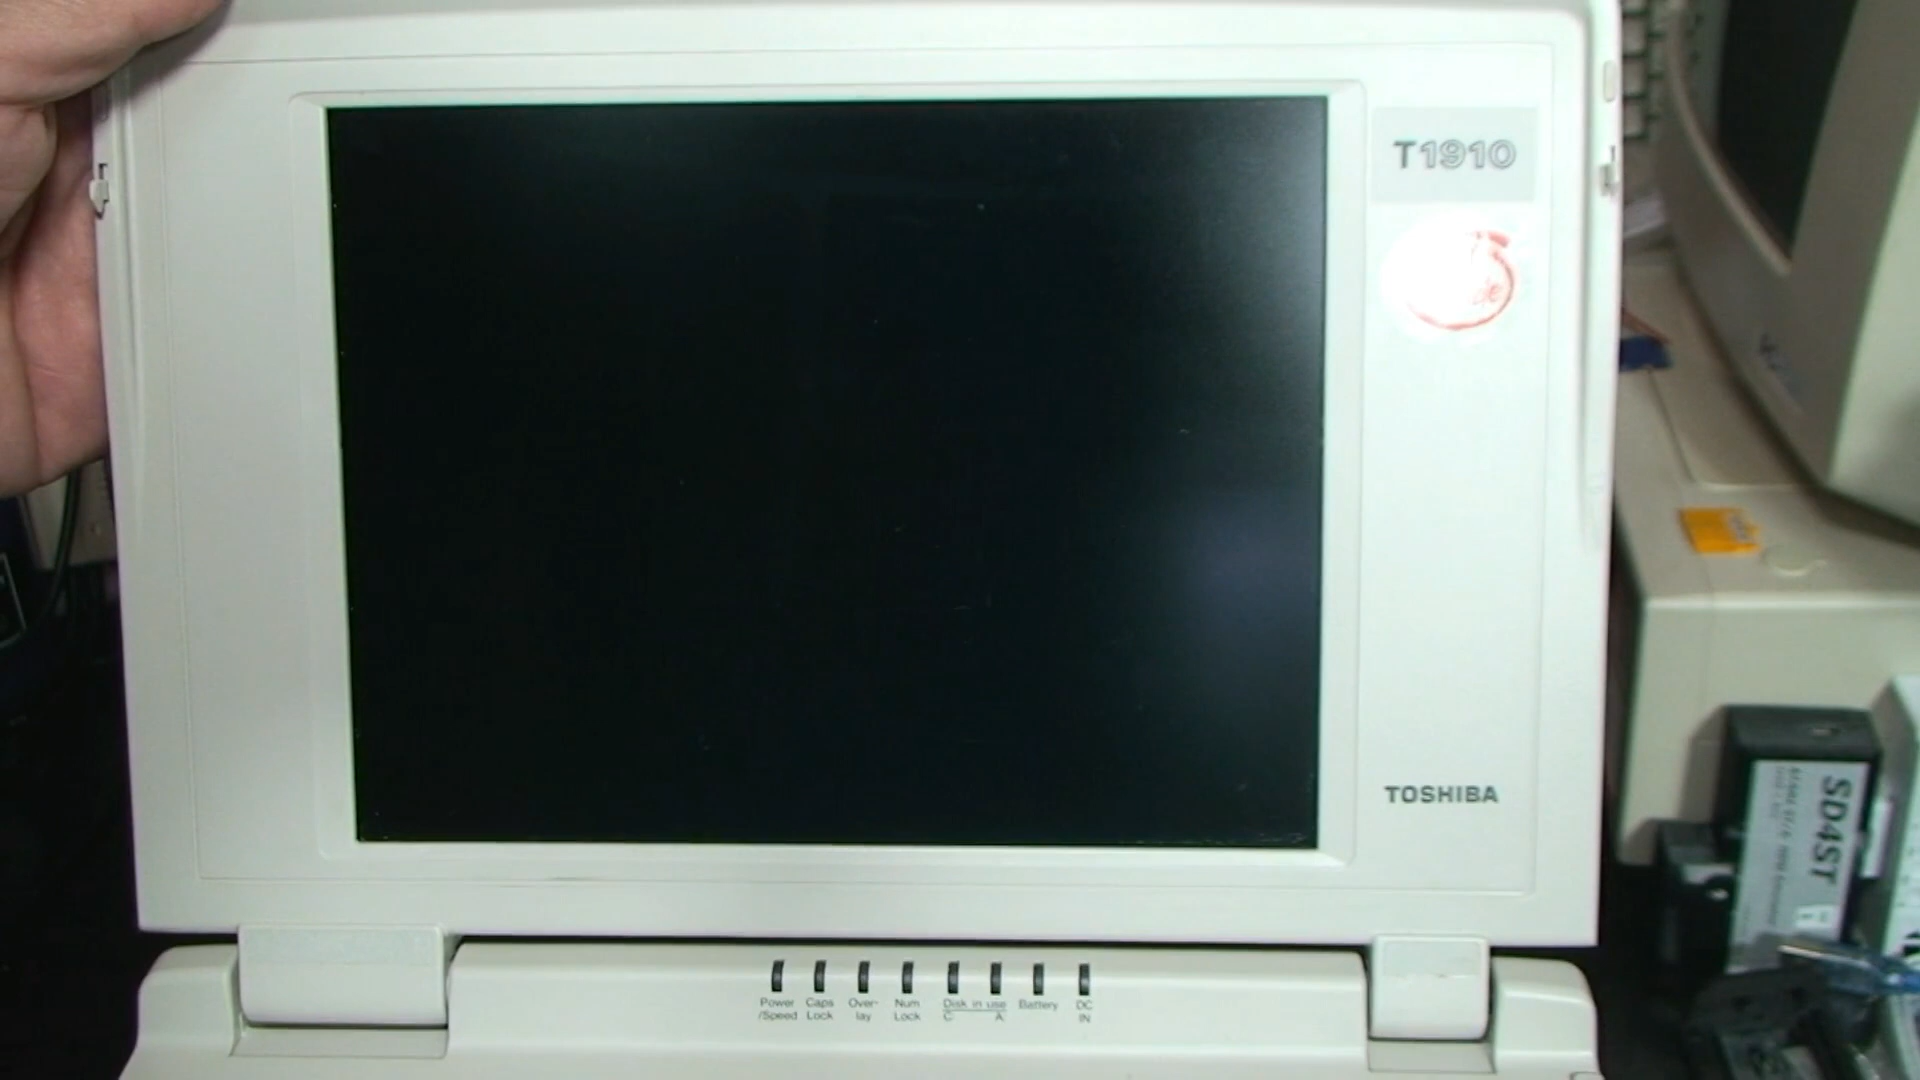 T1910
TOSHIBA
Power /Speed
Caps Lock
Over- lay
Num Lock
Disk in use
C A
Battery
DC IN
SD4ST